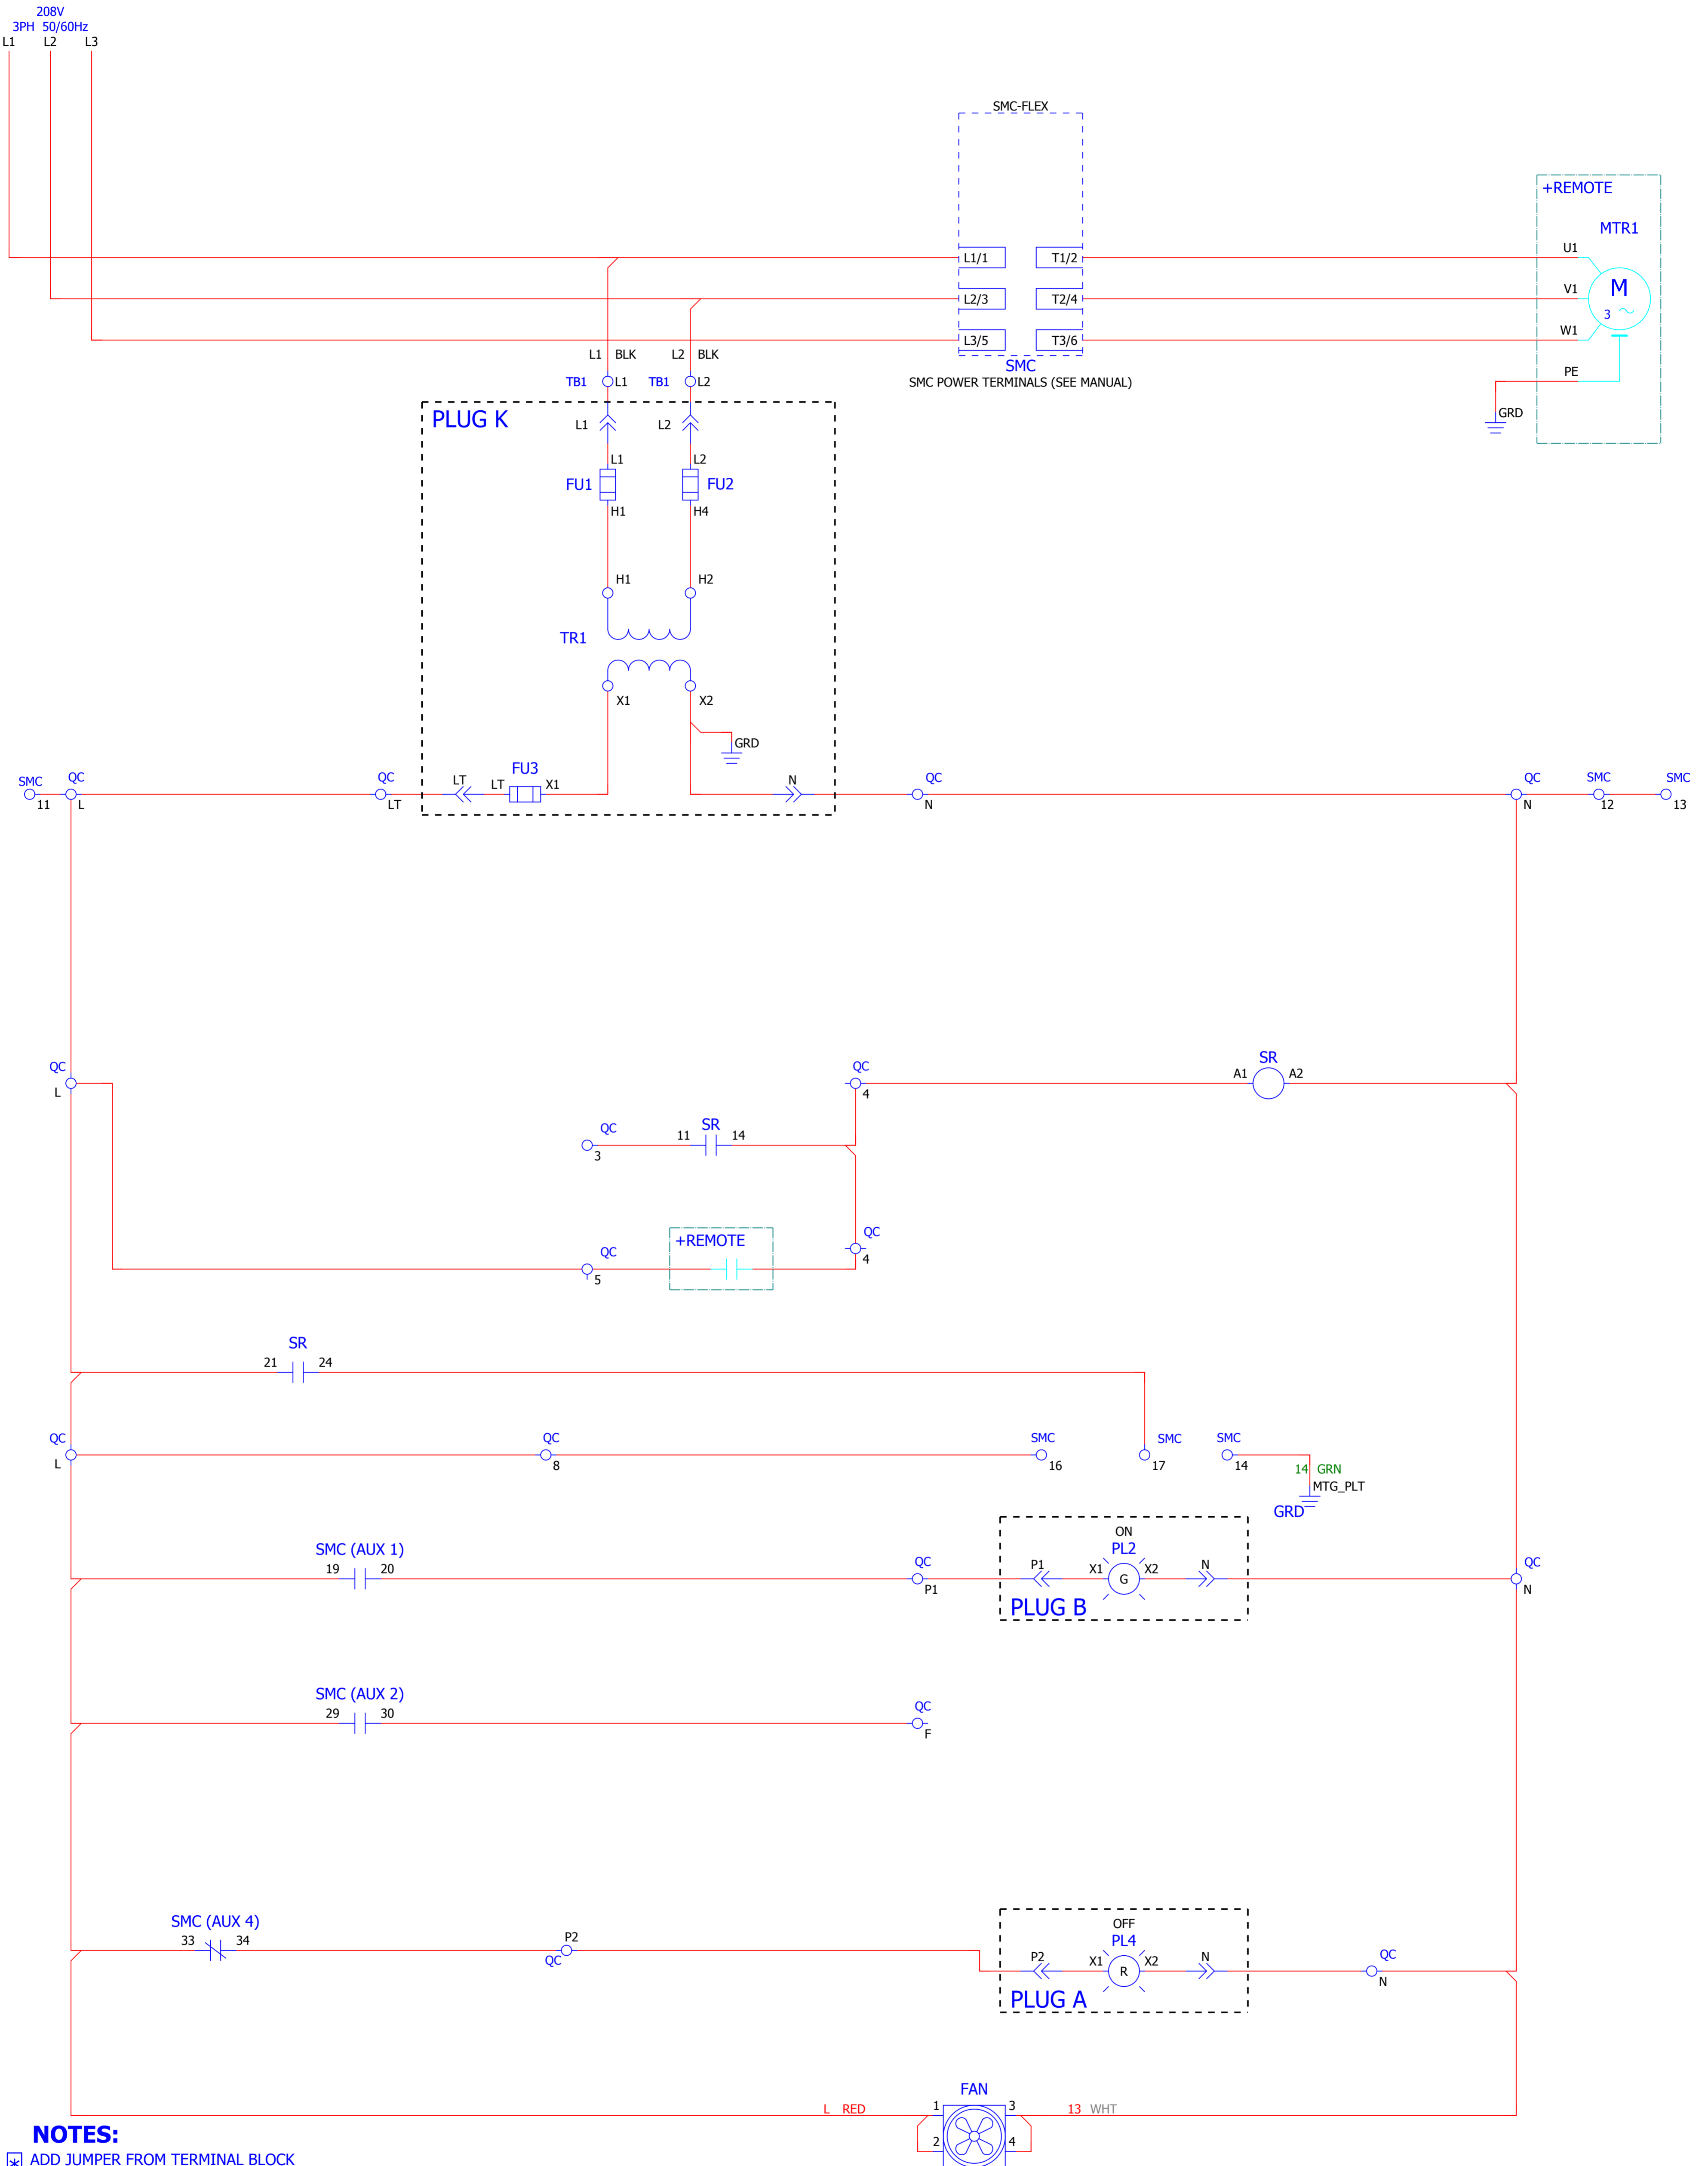 208V
3PH 50/60Hz
L1 L2 L3
SMC-FLEX
+REMOTE
MTR1
U1
L1/1 T1/2
V1
M
3
L2/3 T2/4
W1
L3/5 T3/6
L1 BLK L2 BLK
SMC
PE
TB1 L1 TB1 L2
SMC POWER TERMINALS (SEE MANUAL)
GRD
PLUG K
L1 L2
L1 L2
FU1 FU2
H1 H4
H1 H2
TR1
X1 X2
GRD
FU3
SMC QC QC LT LT X1 N QC QC SMC SMC
11 L LT N N 12 13
QC QC SR
L 4 A1 A2
QC 11 SR 14
3
QC
+REMOTE
QC 4
5
SR
21 24
QC QC SMC SMC SMC
L 8 16 17 14
14 GRN
MTG_PLT
GRD
ON
SMC (AUX 1) PL2
19 20 QC P1 X1 G X2 N QC
P1 N
PLUG B
SMC (AUX 2)
29 30 QC
F
SMC (AUX 4) OFF
33 34 P2 PL4
QC P2 X1 R X2 N QC
N
PLUG A
FAN
L RED 1 3 13 WHT
NOTES:
2 4
* ADD JUMPER FROM TERMINAL BLOCK